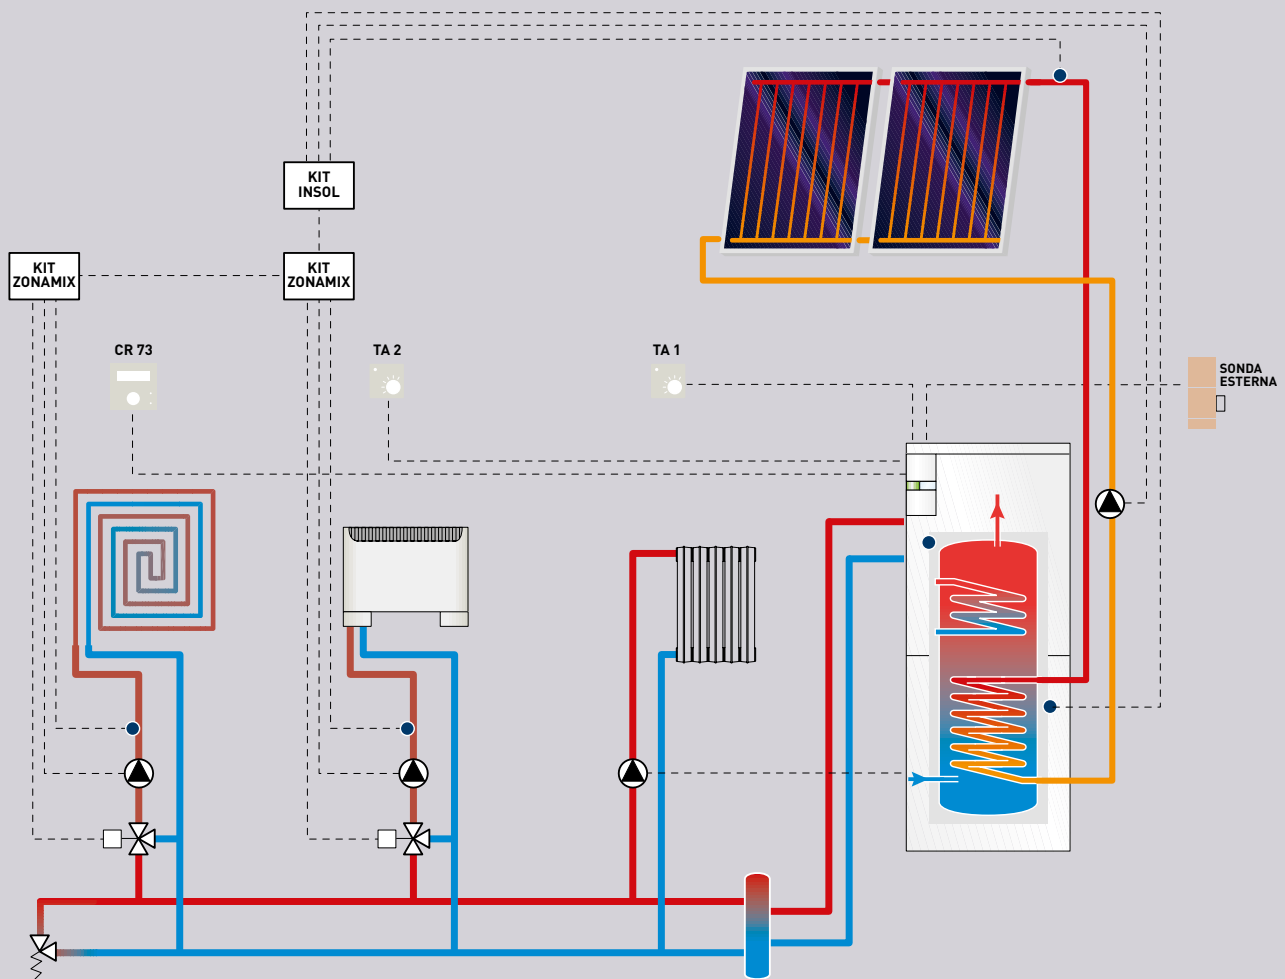 KIT
INSOL
KIT
ZONAMIX
KIT
ZONAMIX
CR 73
TA 2
TA 1
SONDA
ESTERNA